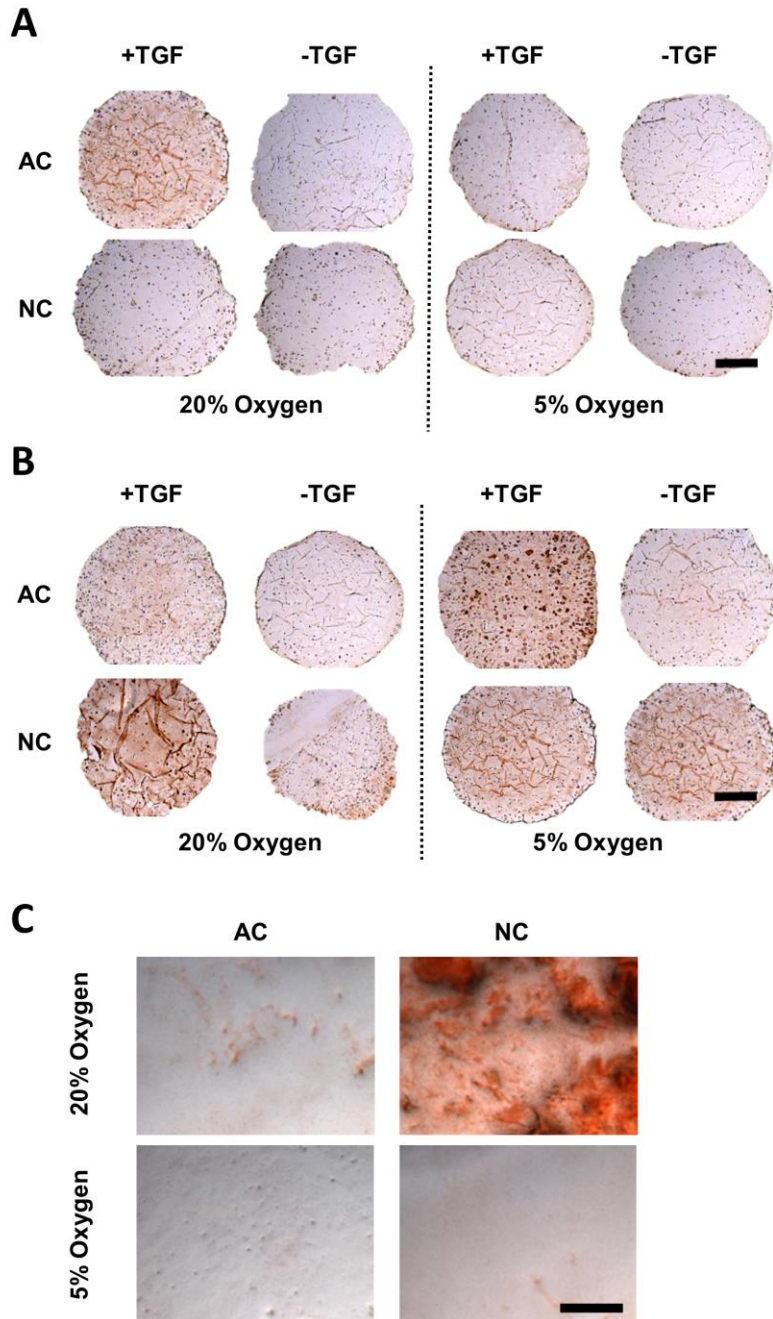 A
+TGF -TGF +TGF -TGF
AC
NC
20% Oxygen 5% Oxygen
B
+TGF -TGF +TGF -TGF
AC
NC
20% Oxygen 5% Oxygen
C
AC NC
20% Oxygen
5% Oxygen